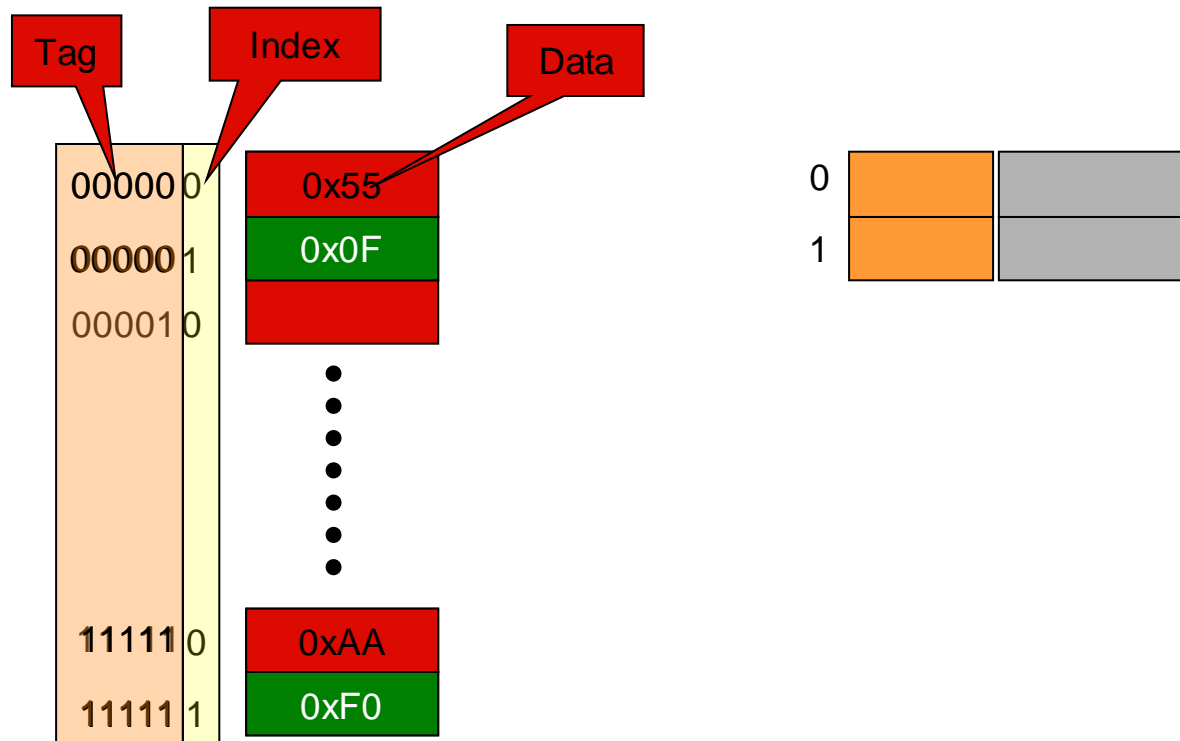 Tag Index Data
00000 0 0x55
00000 1 0x0F
00001 0
11111 0 0xAA
11111 1 0xF0
0
1